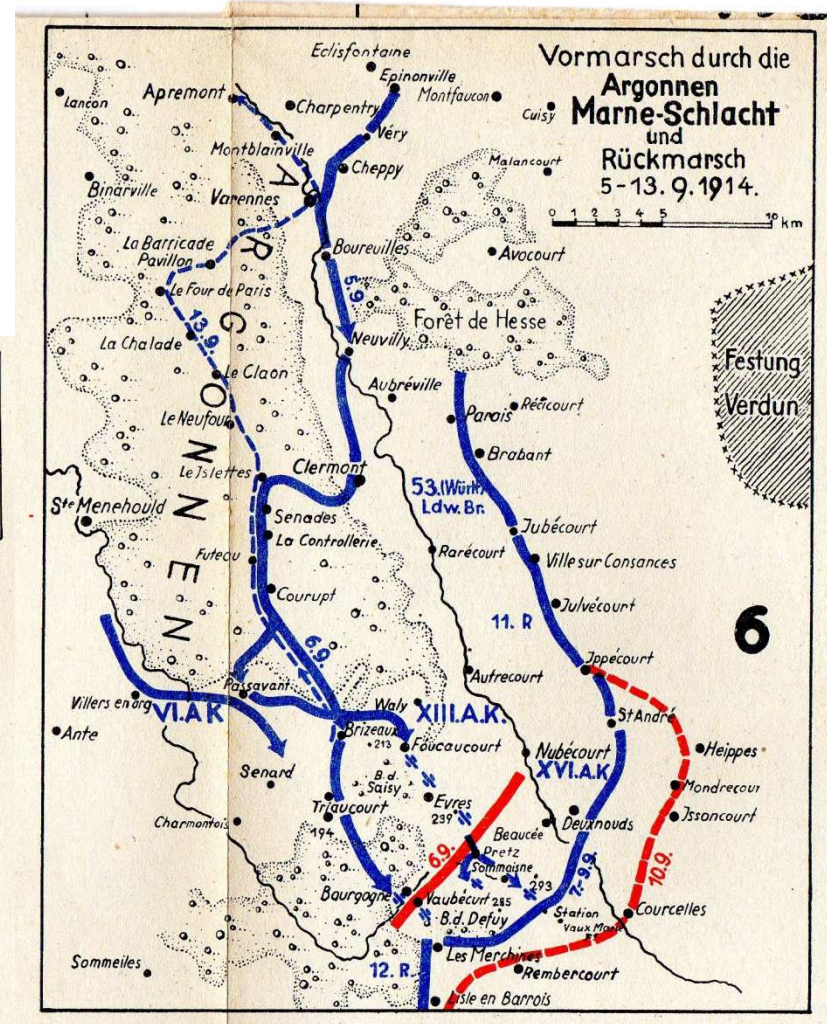 Vormarsch durch die
Argonnen
Marne-Schlacht
und
Rückmarsch
5-13.9.1914.
0 1 2 3 4 5 10 km
Eclisfontaine
Epinonville
Apremont
Lancon
Charpentry
Montfaucon
Cuisy
Very
Montblainville
Cheppy
Malancourt
Binarville
Varennes
La Barricade
Pavillon
Boureuilles
Avocourt
5.9.
Le Four de Paris
13.9.
Forêt de Hesse
La Chalade
Neuvilly
Festung
Verdun
Le Claon
Aubréville
Parois
Récicourt
Le Neufour
Brabant
ARGONNEN
Le Islettes
Clermont
53.(Württ)
Ldw. Br.
Ste Menehould
Senades
La Controllerie
Jubécourt
Futeau
Rarécourt
Ville sur Consances
Courupt
Julvécourt
11. R
6
6.9.
Autrecourt
Jppécourt
Passavant
Villers en arg
VI.A K
Waly
XIII.A.K.
St André
Ante
Brizeaux
213
Foucaucourt
Nubécourt
Heippes
XVI.A.K
Senard
B.d.
Saisy
Evres
239
Mondrecour
Triaucourt
194
Charmontois
Beaucée
Deuxnouds
Issoncourt
6.9.
Pretz
Sommaisne
293
7.-9.9.
10.9.
Bourgogne
Vaubécurt
285
B.d. Defuy
Station
Vaux Marie
Courcelles
12. R.
Les Merchines
Sommeiles
Rembercourt
Lisle en Barrois